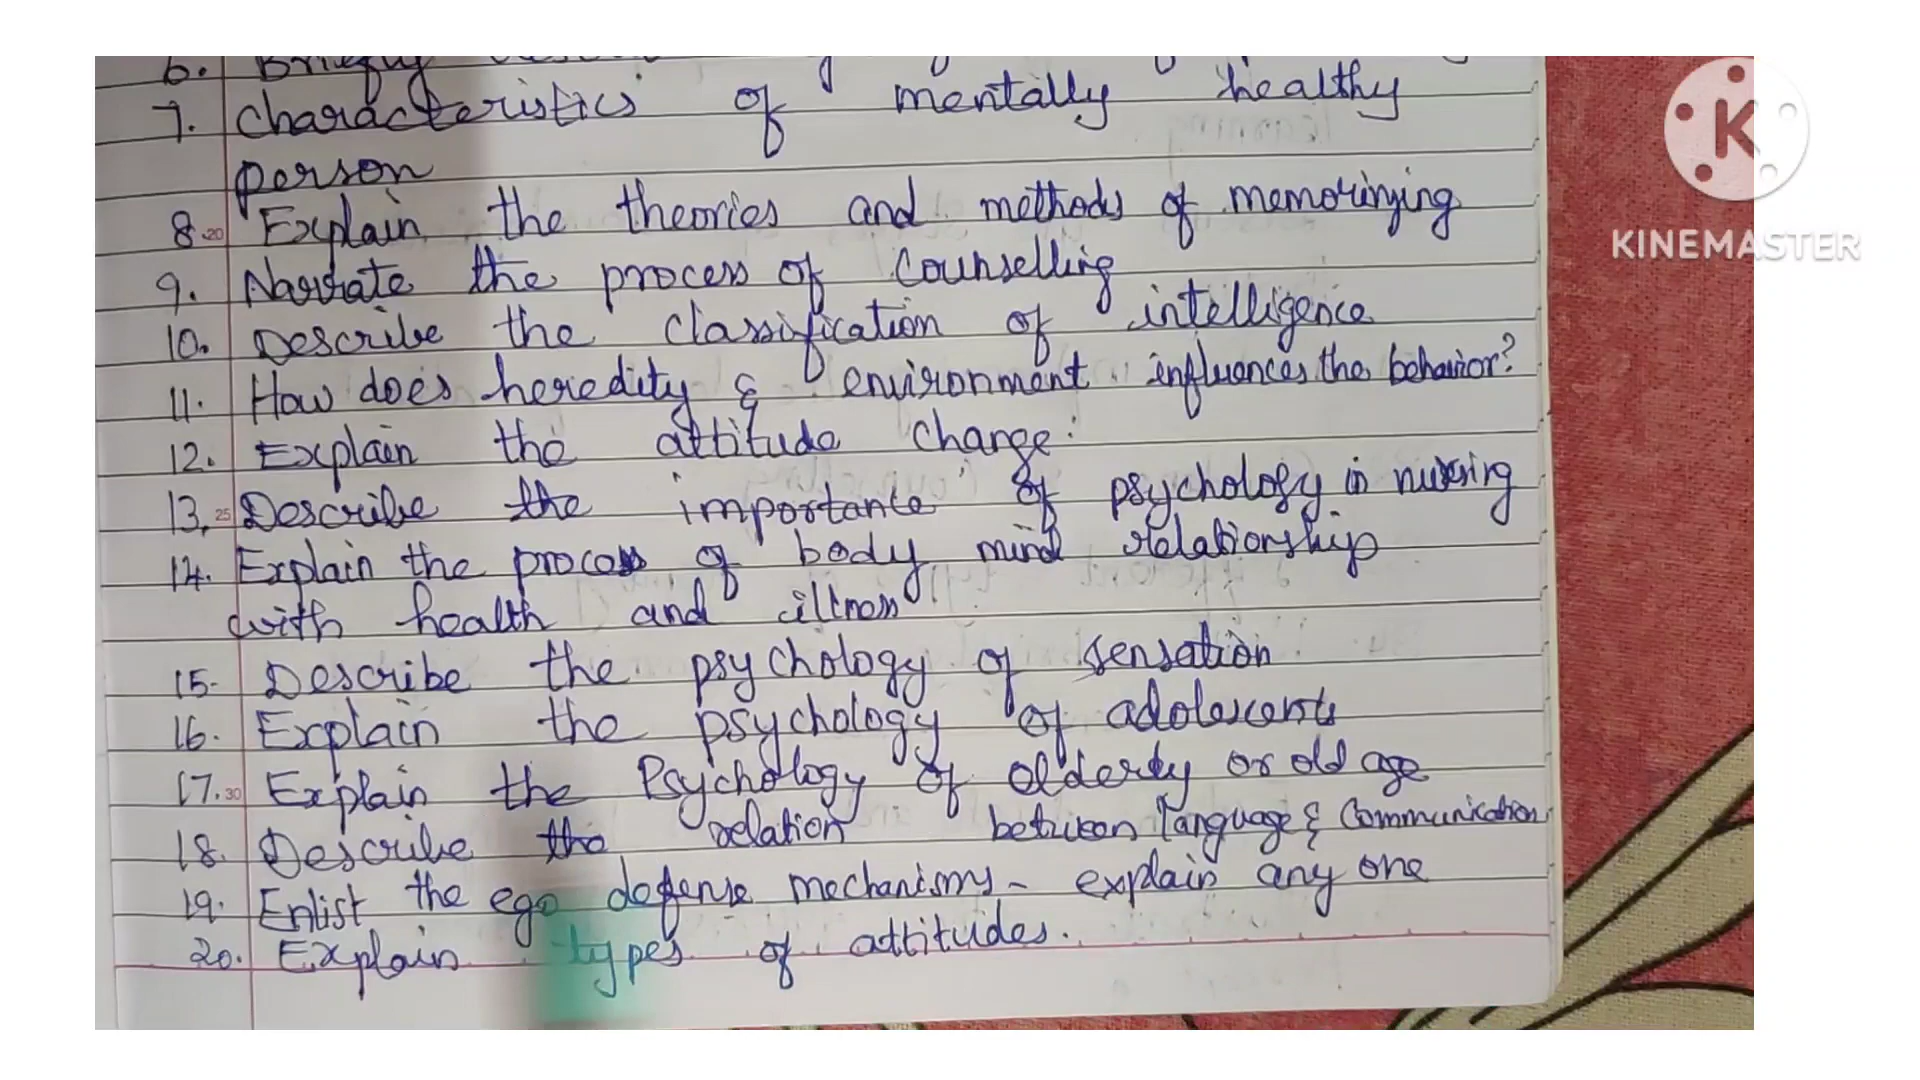 6. Briefly
7. Characteristics of mentally healthy
person
8. Explain the theories and methods of memorizing
9. Narrate the process of counselling
10. Describe the classification of intelligence
11. How does heredity & environment influences the behavior?
12. Explain the attitude change.
13. Describe the importance of psychology in nursing
14. Explain the process of body mind relationship
with health and illness
15. Describe the psychology of sensation
16. Explain the psychology of adolescents
17. Explain the Psychology of elderly or old age
18. Describe the relation between language & Communication
19. Enlist the ego defense mechanisms - explain any one
20. Explain types of attitudes.
20
25
30
K
KINEMASTER